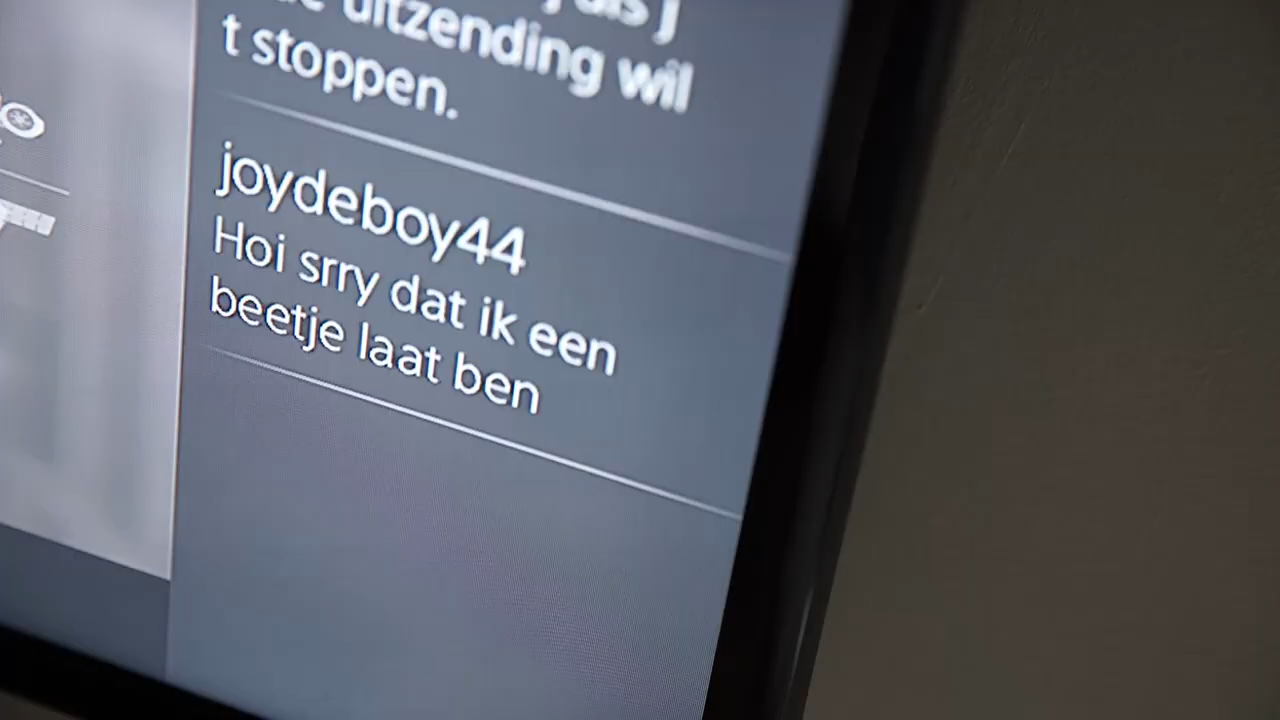 uitzending wil
t stoppen.
joydeboy44
Hoi srry dat ik een
beetje laat ben